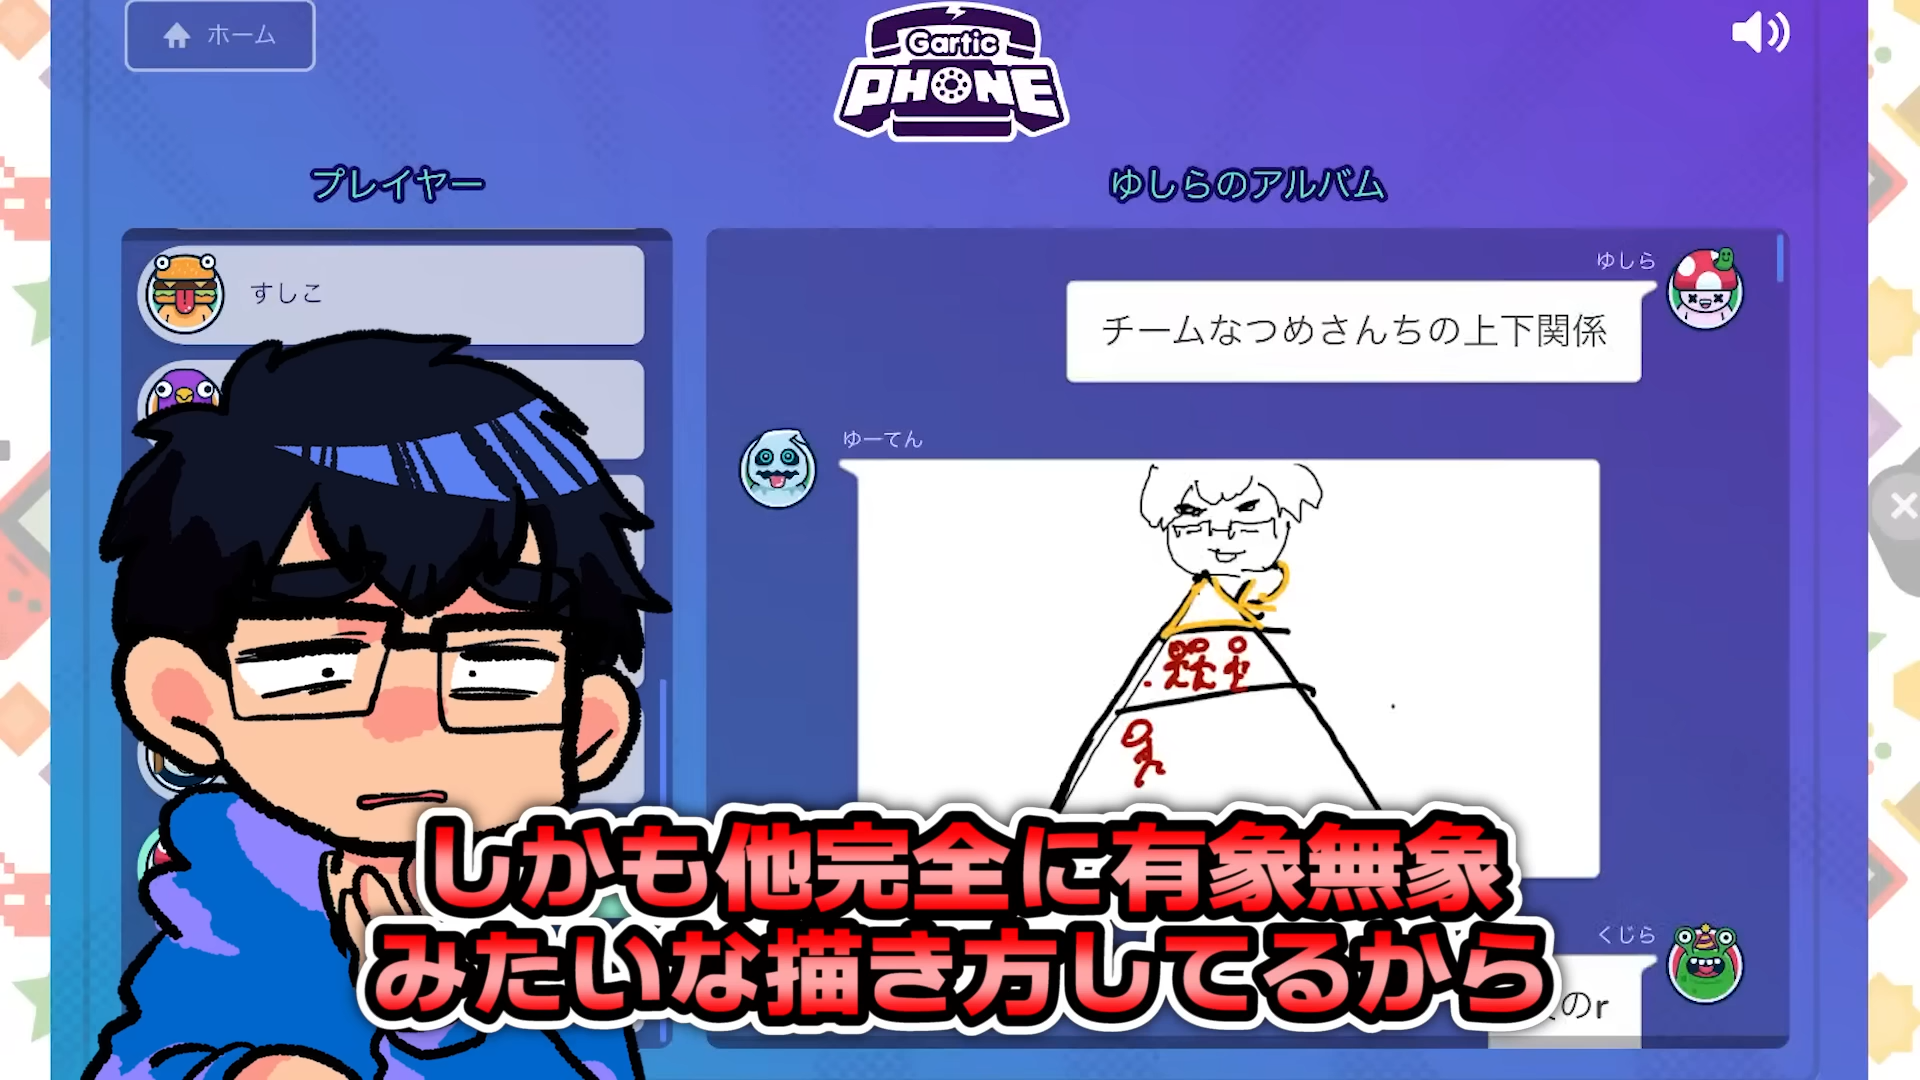 ホーム
Gartic
PHONE
プレイヤー
ゆしらのアルバム
すしこ
ゆしら
チームなつめさんちの上下関係
ゆーてん
しかも他完全に有象無象
みたいな描き方してるから
くじら
のr